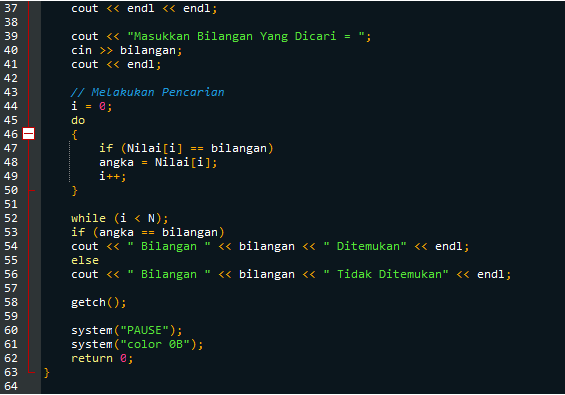 37 cout << endl << endl;
38
39 cout << "Masukkan Bilangan Yang Dicari = ";
40 cin >> bilangan;
41 cout << endl;
42
43 // Melakukan Pencarian
44 i = 0;
45 do
46 {
47 if (Nilai[i] == bilangan)
48 angka = Nilai[i];
49 i++;
50 }
51
52 while (i < N);
53 if (angka == bilangan)
54 cout << " Bilangan " << bilangan << " Ditemukan" << endl;
55 else
56 cout << " Bilangan " << bilangan << " Tidak Ditemukan" << endl;
57
58 getch();
59
60 system("PAUSE");
61 system("color 0B");
62 return 0;
63 }
64